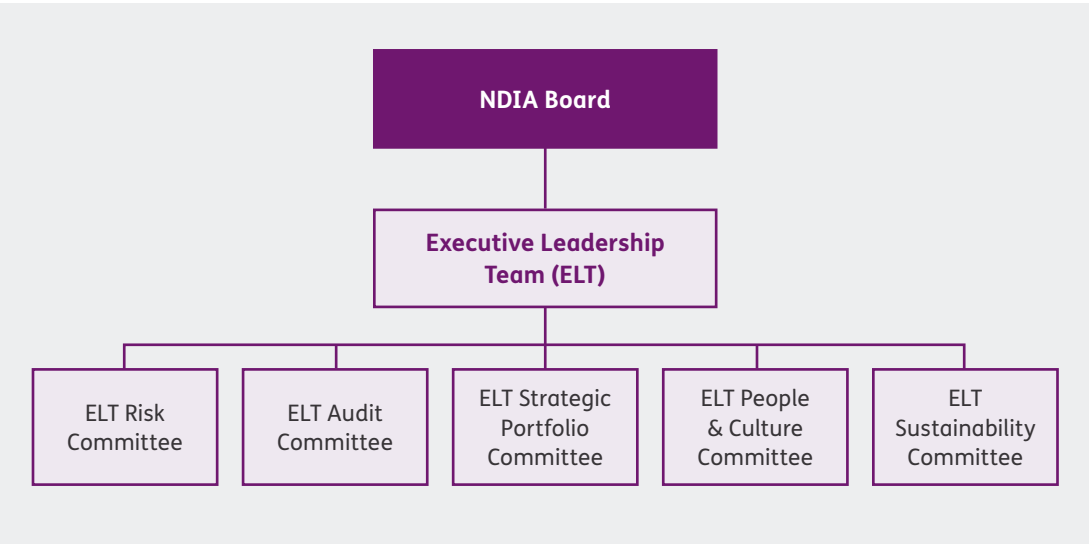 NDIA Board
Executive Leadership
Team (ELT)
ELT Risk
Committee
ELT Audit
Committee
ELT Strategic
Portfolio
Committee
ELT People
& Culture
Committee
ELT
Sustainability
Committee